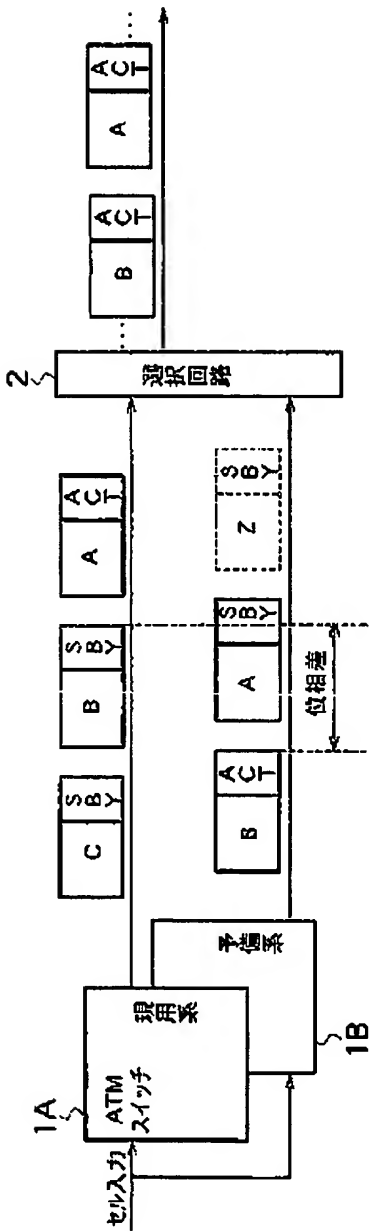 セル入力
1A
ATM
スイッチ
現用系
予備系
1B
C SBY
B SBY
A ACT
B ACT
A SBY
Z SBY
位相差
2
選択回路
‥‥
B ACT
A ACT
‥‥